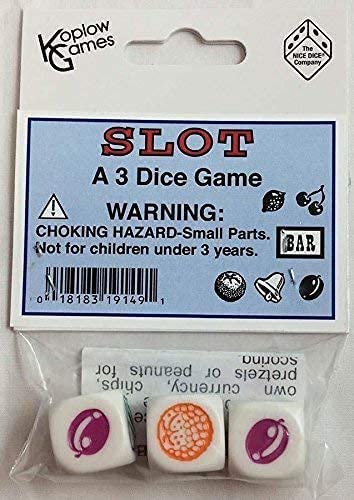 Koplow
Games
The
NICE DICE®
Company
SLOT
A 3 Dice Game
WARNING:
CHOKING HAZARD-Small Parts.
Not for children under 3 years.
BAR
0 18183 19149 1
own currency, chips,
pretzels or peanuts for
scoring